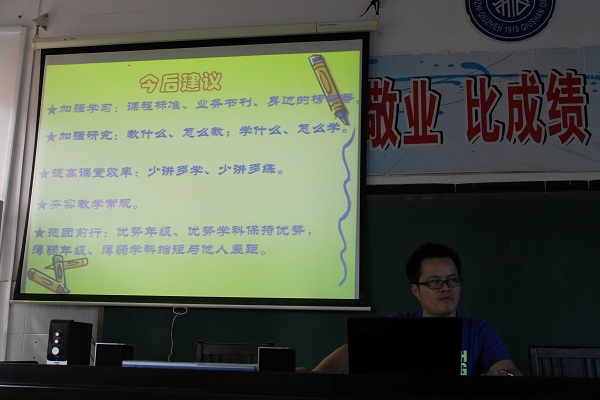 今后建议
★加强学习：课程标准、业务书刊、身边的榜样等。
★加强研究：教什么、怎么教；学什么、怎么学。
★提高课堂效率：少讲多学、少讲多练。
★夯实教学常规。
★抱团前行：优势年级、优势学科保持优势，
薄弱年级、薄弱学科缩短与他人差距。
敬业 比成绩
1919
H
G